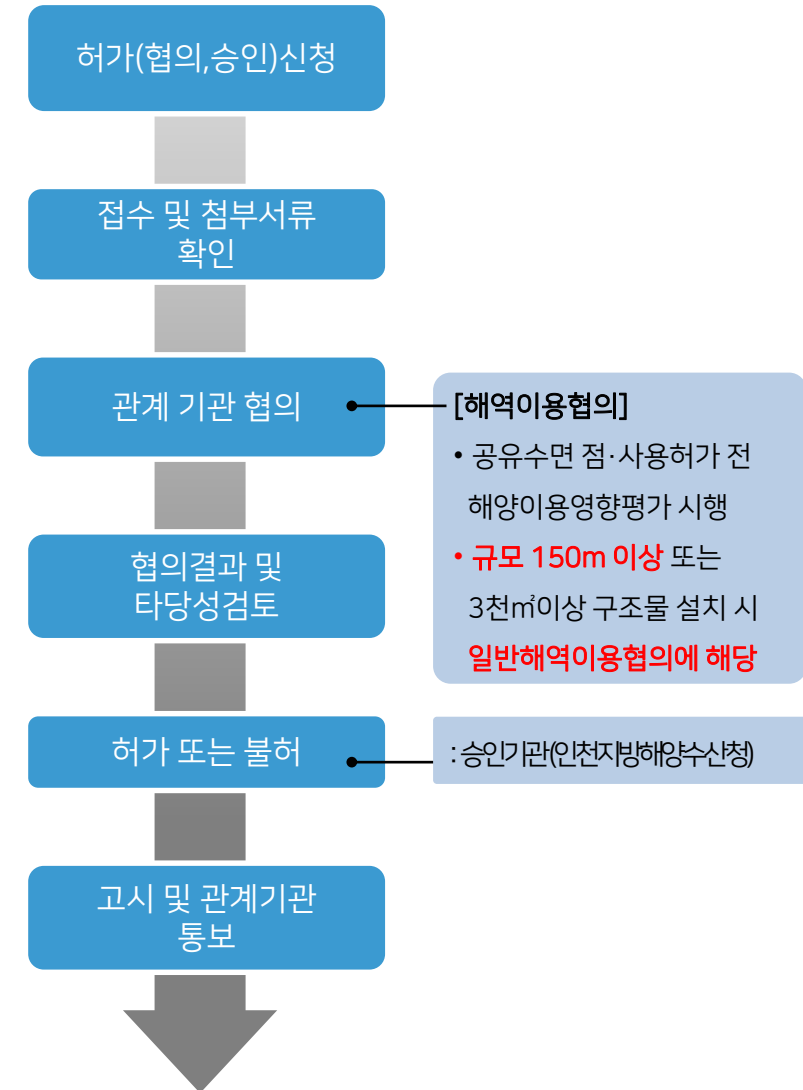 허가(협의,승인)신청
접수 및 첨부서류
확인
관계 기관 협의
[해역이용협의]
• 공유수면 점·사용허가 전
해양이용영향평가 시행
• 규모 150m 이상 또는
3천㎡이상 구조물 설치 시
일반해역이용협의에 해당
협의결과 및
타당성검토
허가 또는 불허
: 승인기관(인천지방해양수산청)
고시 및 관계기관
통보